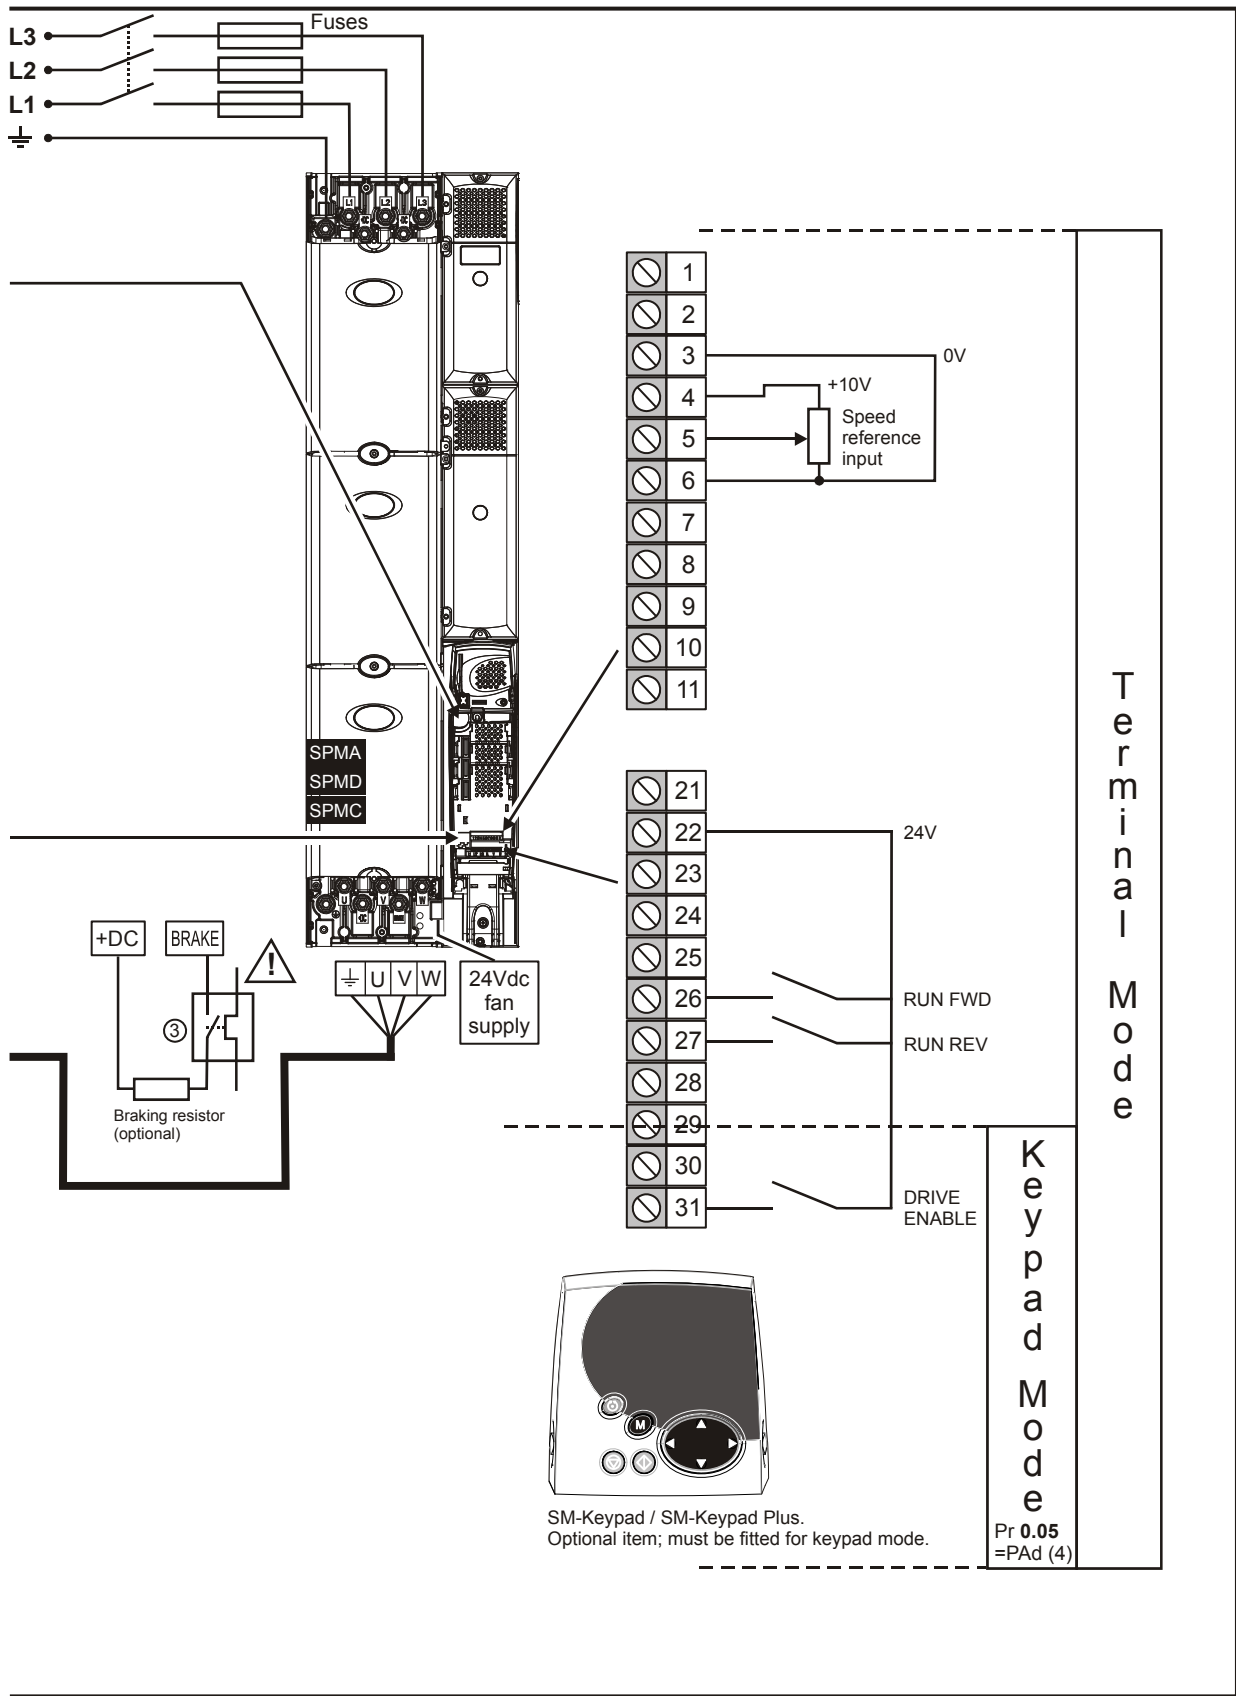 Fuses
L3
L2
L1
L1 L2 L3
1
2
3
0V
4
+10V
5
Speed
reference
input
6
7
8
9
10
11
SPMA
SPMD
SPMC
21
22
24V
23
24
25
26
RUN FWD
27
RUN REV
28
29
30
31
DRIVE
ENABLE
U V W
+DC
BRAKE
!
3
Braking resistor
(optional)
U V W
24Vdc
fan
supply
Terminal Mode
Keypad Mode
Pr 0.05
=PAd (4)
M
SM-Keypad / SM-Keypad Plus.
Optional item; must be fitted for keypad mode.